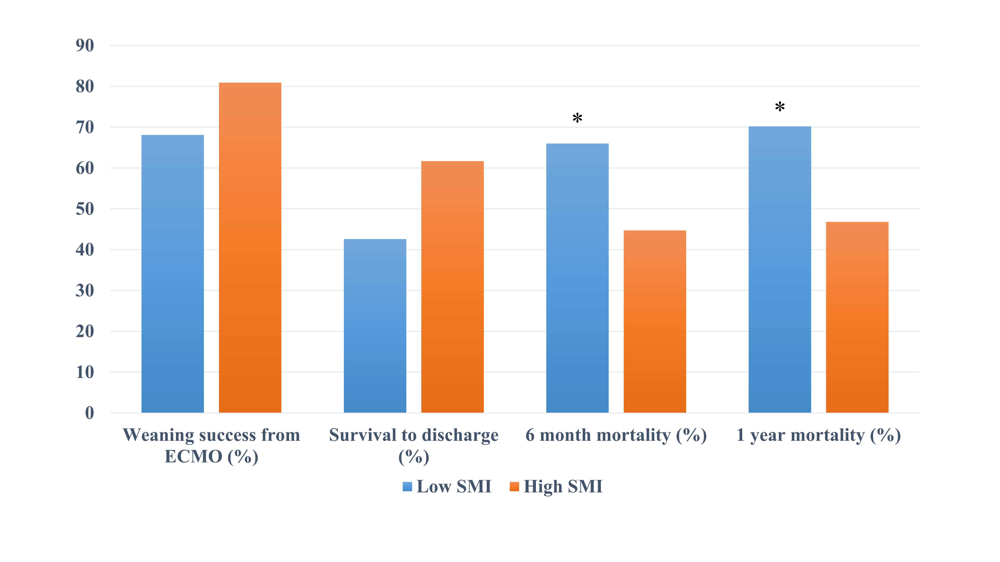 90
80
70
60
50
40
30
20
10
0
*
*
Weaning success from
ECMO (%)
Survival to discharge
(%)
6 month mortality (%)
1 year mortality (%)
Low SMI
High SMI